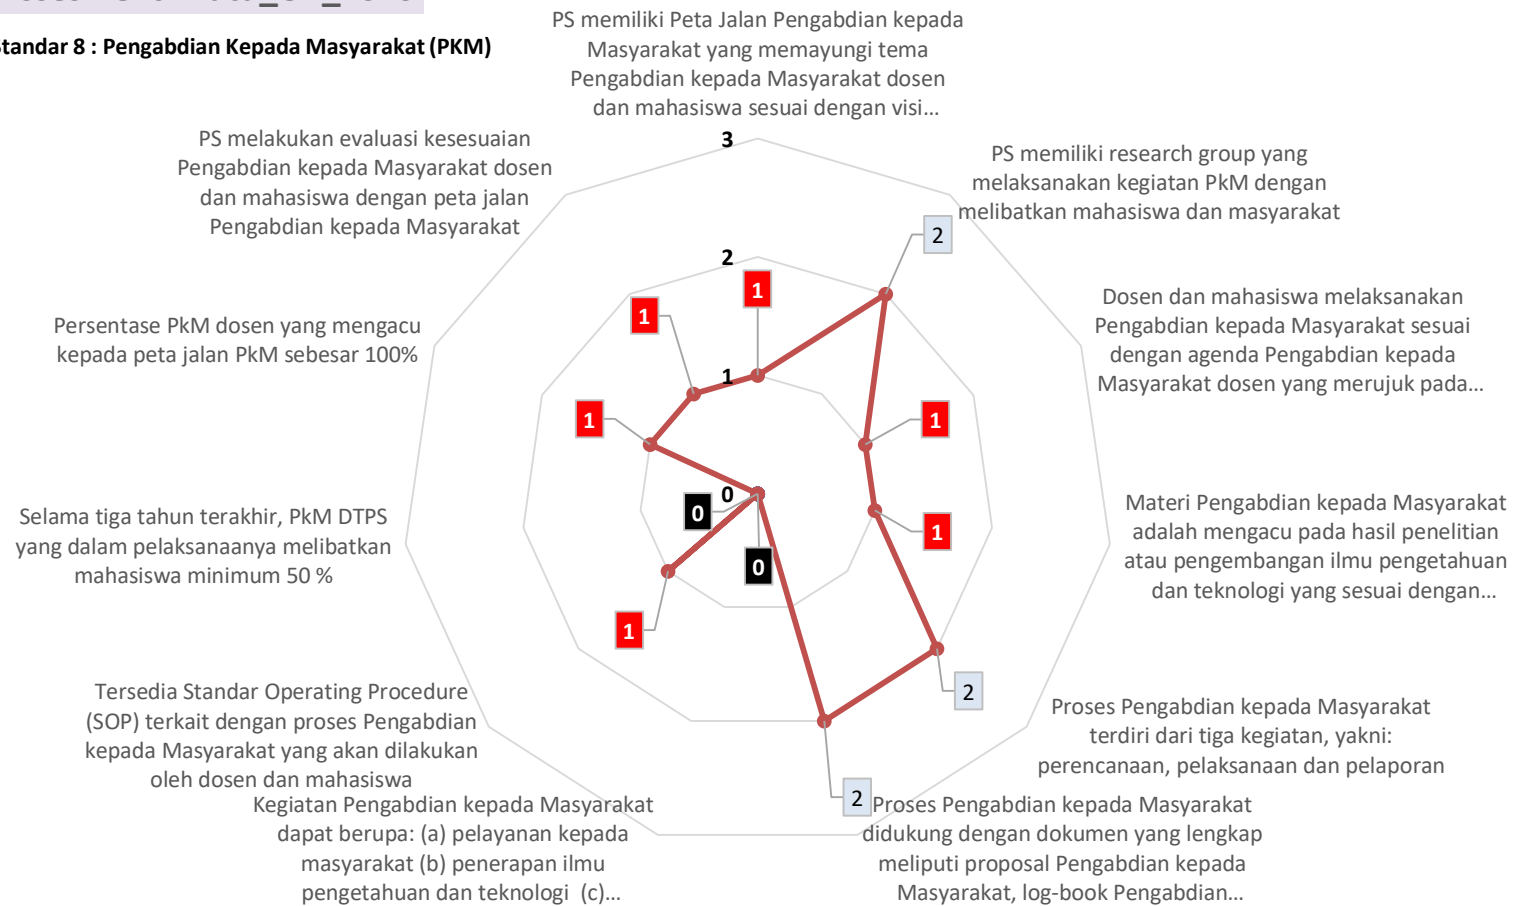 Standar 8 : Pengabdian Kepada Masyarakat (PKM)
PS memiliki Peta Jalan Pengabdian kepada
Masyarakat yang memayungi tema
Pengabdian kepada Masyarakat dosen
dan mahasiswa sesuai dengan visi...
PS memiliki research group yang
melaksanakan kegiatan PkM dengan
melibatkan mahasiswa dan masyarakat
Dosen dan mahasiswa melaksanakan
Pengabdian kepada Masyarakat sesuai
dengan agenda Pengabdian kepada
Masyarakat dosen yang merujuk pada...
Materi Pengabdian kepada Masyarakat
adalah mengacu pada hasil penelitian
atau pengembangan ilmu pengetahuan
dan teknologi yang sesuai dengan...
Proses Pengabdian kepada Masyarakat
terdiri dari tiga kegiatan, yakni:
perencanaan, pelaksanaan dan pelaporan
Proses Pengabdian kepada Masyarakat
didukung dengan dokumen yang lengkap
meliputi proposal Pengabdian kepada
Masyarakat, log-book Pengabdian...
Kegiatan Pengabdian kepada Masyarakat
dapat berupa: (a) pelayanan kepada
masyarakat (b) penerapan ilmu
pengetahuan dan teknologi (c)...
Tersedia Standar Operating Procedure
(SOP) terkait dengan proses Pengabdian
kepada Masyarakat yang akan dilakukan
oleh dosen dan mahasiswa
Selama tiga tahun terakhir, PkM DTPS
yang dalam pelaksanaanya melibatkan
mahasiswa minimum 50 %
Persentase PkM dosen yang mengacu
kepada peta jalan PkM sebesar 100%
PS melakukan evaluasi kesesuaian
Pengabdian kepada Masyarakat dosen
dan mahasiswa dengan peta jalan
Pengabdian kepada Masyarakat
3
2
1
0
1
2
1
1
2
2
0
1
0
1
1